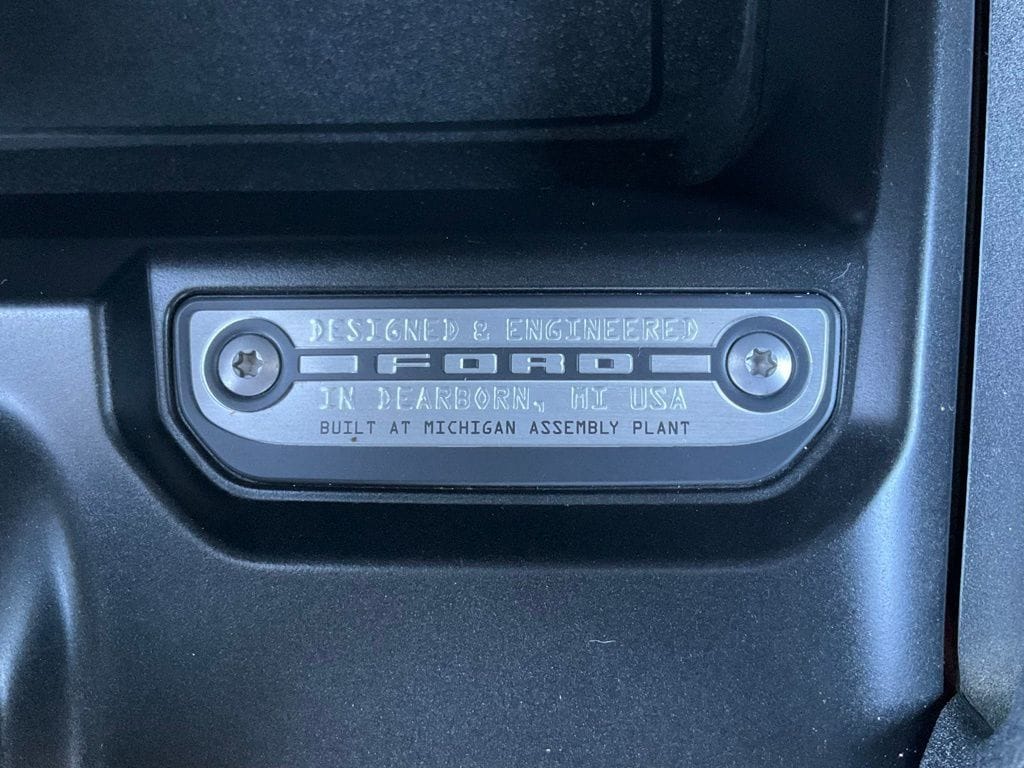 DESIGNED & ENGINEERED
FORD
IN DEARBORN, MI USA
BUILT AT MICHIGAN ASSEMBLY PLANT